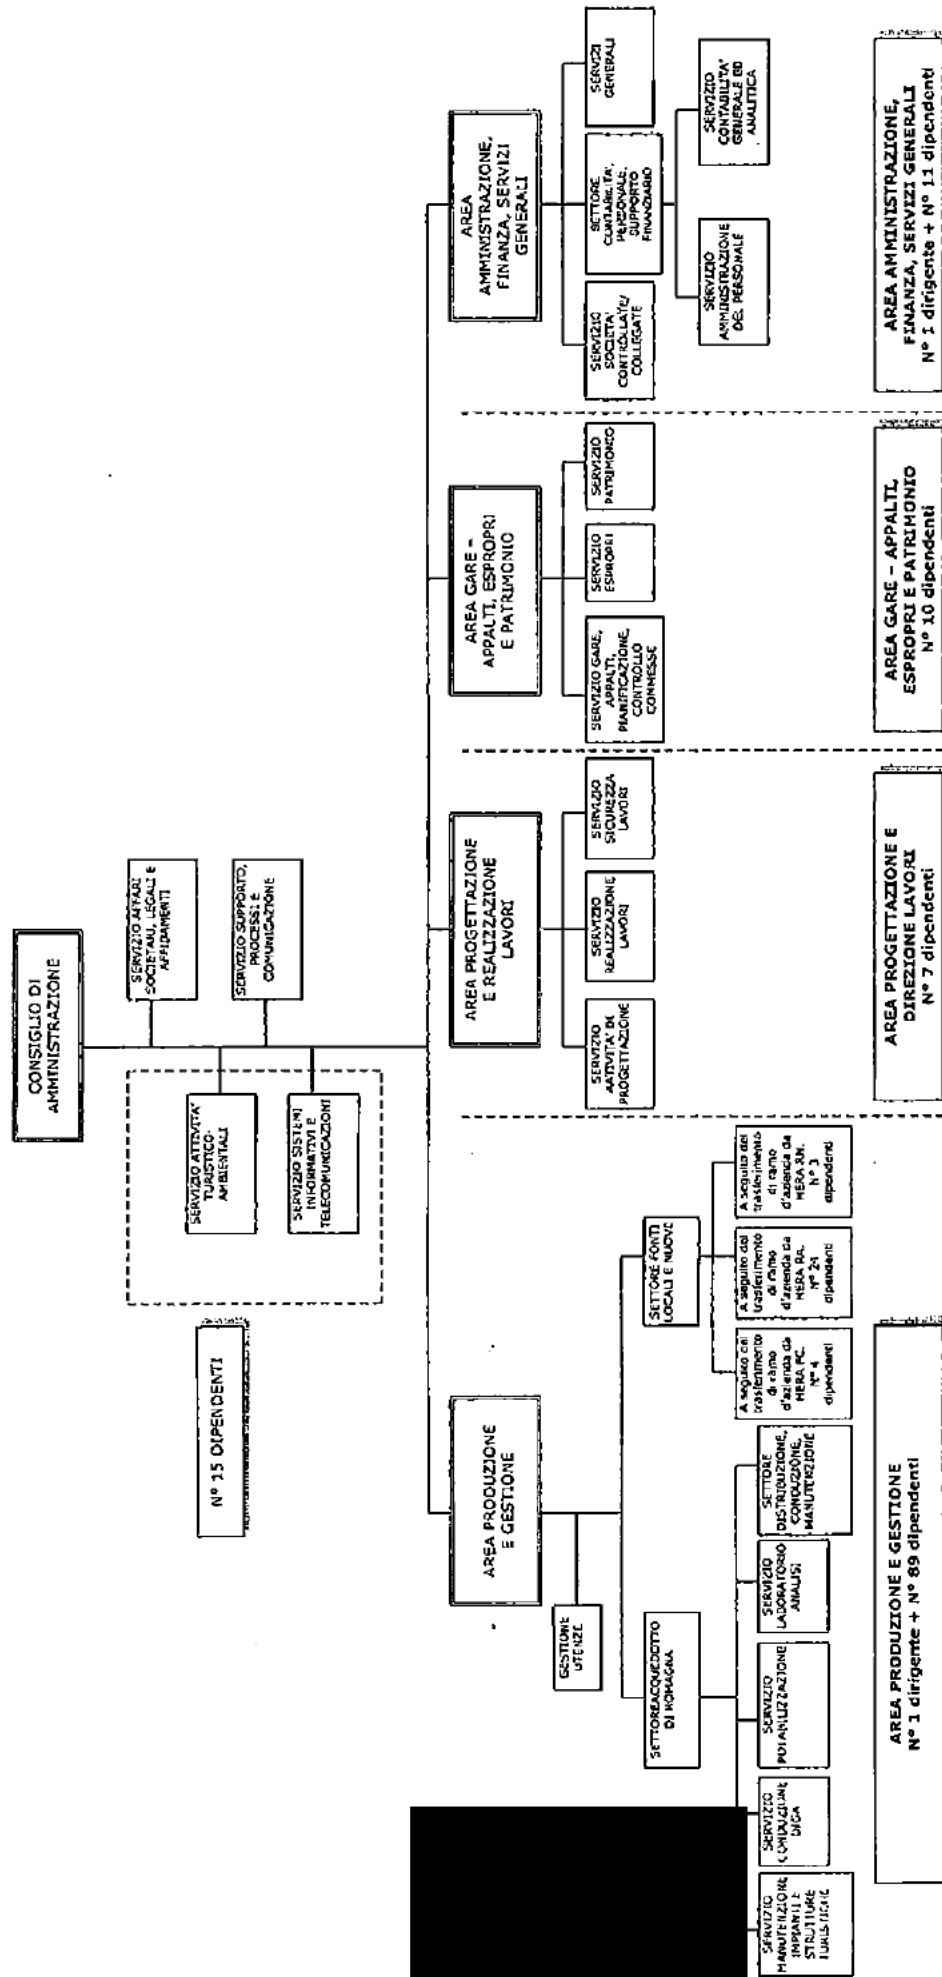 CONSIGLIO DI
AMMINISTRAZIONE
SERVIZIO AFFARI
SOCIETARI, LEGALI E
AFFIDAMENTI
SERVIZIO SUPPORTO,
PROCESSI E
COMUNICAZIONE
SERVIZIO ATTIVITA'
TURISTICO-
AMBIENTALI
SERVIZIO SISTEMI
INFORMATIVI E
TELECOMUNICAZIONI
N° 15 DIPENDENTI
AREA PRODUZIONE
E GESTIONE
AREA PROGETTAZIONE
E REALIZZAZIONE
LAVORI
AREA GARE –
APPALTI, ESPROPRI
E PATRIMONIO
AREA
AMMINISTRAZIONE,
FINANZA, SERVIZI
GENERALI
GESTIONE
UTENZE
SETTORE ACQUEDOTTO
DI ROMAGNA
SETTORE FONTI
LOCALI E NUOVE
SERVIZIO
MANUTENZIONE
IMPIANTI E
STRUTTURE
TURISTICHE
SERVIZIO
CONDUZIONE
DIGA
SERVIZIO
POTABILIZZAZIONE
SERVIZIO
LABORATORIO
ANALISI
SETTORE
DISTRIBUZIONE,
CONDUZIONE,
MANUTENZIONE
A seguito del
trasferimento
di ramo
d'azienda da
HERA FC.
N° 4
dipendenti
A seguito del
trasferimento
di ramo
d'azienda da
HERA RA.
N° 24
dipendenti
A seguito del
trasferimento
di ramo
d'azienda da
HERA RN.
N° 3
dipendenti
SERVIZIO
AATIVITA' DI
PROGETTAZIONE
SERVIZIO
REALIZZAZIONE
LAVORI
SERVIZIO
SICUREZZA
LAVORI
SERVIZIO GARE,
APPALTI,
PIANIFICAZIONE,
CONTROLLO
COMMESSE
SERVIZIO
ESPROPRI
SERVIZIO
PATRIMONIO
SERVIZIO
SOCIETA'
CONTROLLATE/
COLLEGATE
SETTORE
CONTABILITA',
PERSONALE,
SUPPORTO
FINANZIARIO
SERVIZI
GENERALI
SERVIZIO
AMMINISTRAZIONE
DEL PERSONALE
SERVIZIO
CONTABILITA'
GENERALE ED
ANALITICA
AREA PRODUZIONE E GESTIONE
N° 1 dirigente + N° 89 dipendenti
AREA PROGETTAZIONE E
DIREZIONE LAVORI
N° 7 dipendenti
AREA GARE – APPALTI,
ESPROPRI E PATRIMONIO
N° 10 dipendenti
AREA AMMINISTRAZIONE,
FINANZA, SERVIZI GENERALI
N° 1 dirigente + N° 11 dipendenti